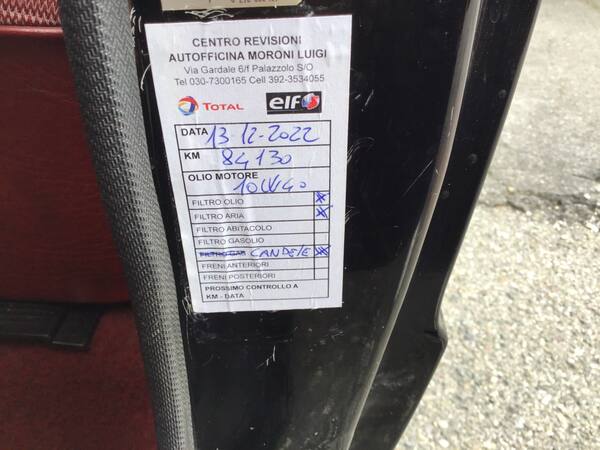 CENTRO REVISIONI
AUTOFFICINA MORONI LUIGI
Via Gardale 6/f Palazzolo S/O
Tel 030-7300165 Cell 392-3534055
TOTAL elf
DATA 13-12-2022
KM 84130
OLIO MOTORE 10W40
FILTRO OLIO X
FILTRO ARIA X
FILTRO ABITACOLO
FILTRO GASOLIO
FILTRO GAS CANDELE X
FRENI ANTERIORI
FRENI POSTERIORI
PROSSIMO CONTROLLO A
KM - DATA